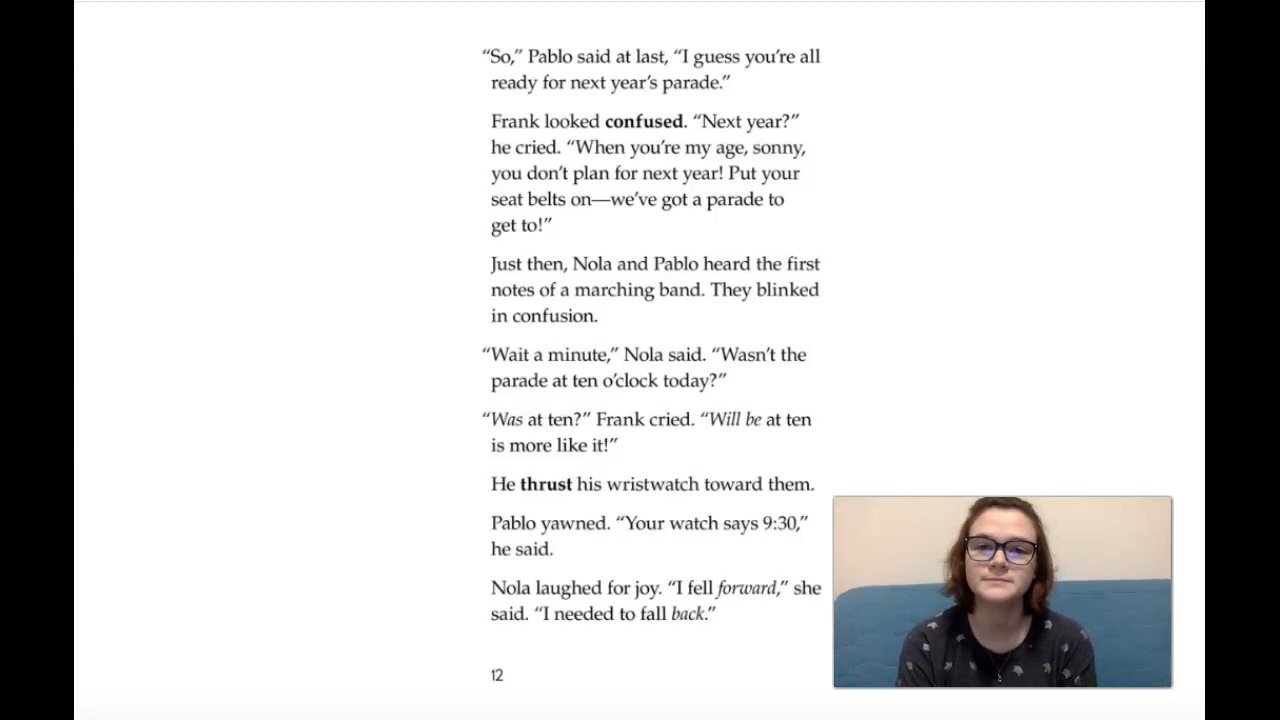 “So,” Pablo said at last, “I guess you’re all
ready for next year’s parade.”
Frank looked confused. “Next year?”
he cried. “When you’re my age, sonny,
you don’t plan for next year! Put your
seat belts on—we’ve got a parade to
get to!”
Just then, Nola and Pablo heard the first
notes of a marching band. They blinked
in confusion.
“Wait a minute,” Nola said. “Wasn’t the
parade at ten o’clock today?”
“Was at ten?” Frank cried. “Will be at ten
is more like it!”
He thrust his wristwatch toward them.
Pablo yawned. “Your watch says 9:30,”
he said.
Nola laughed for joy. “I fell forward,” she
said. “I needed to fall back.”
12